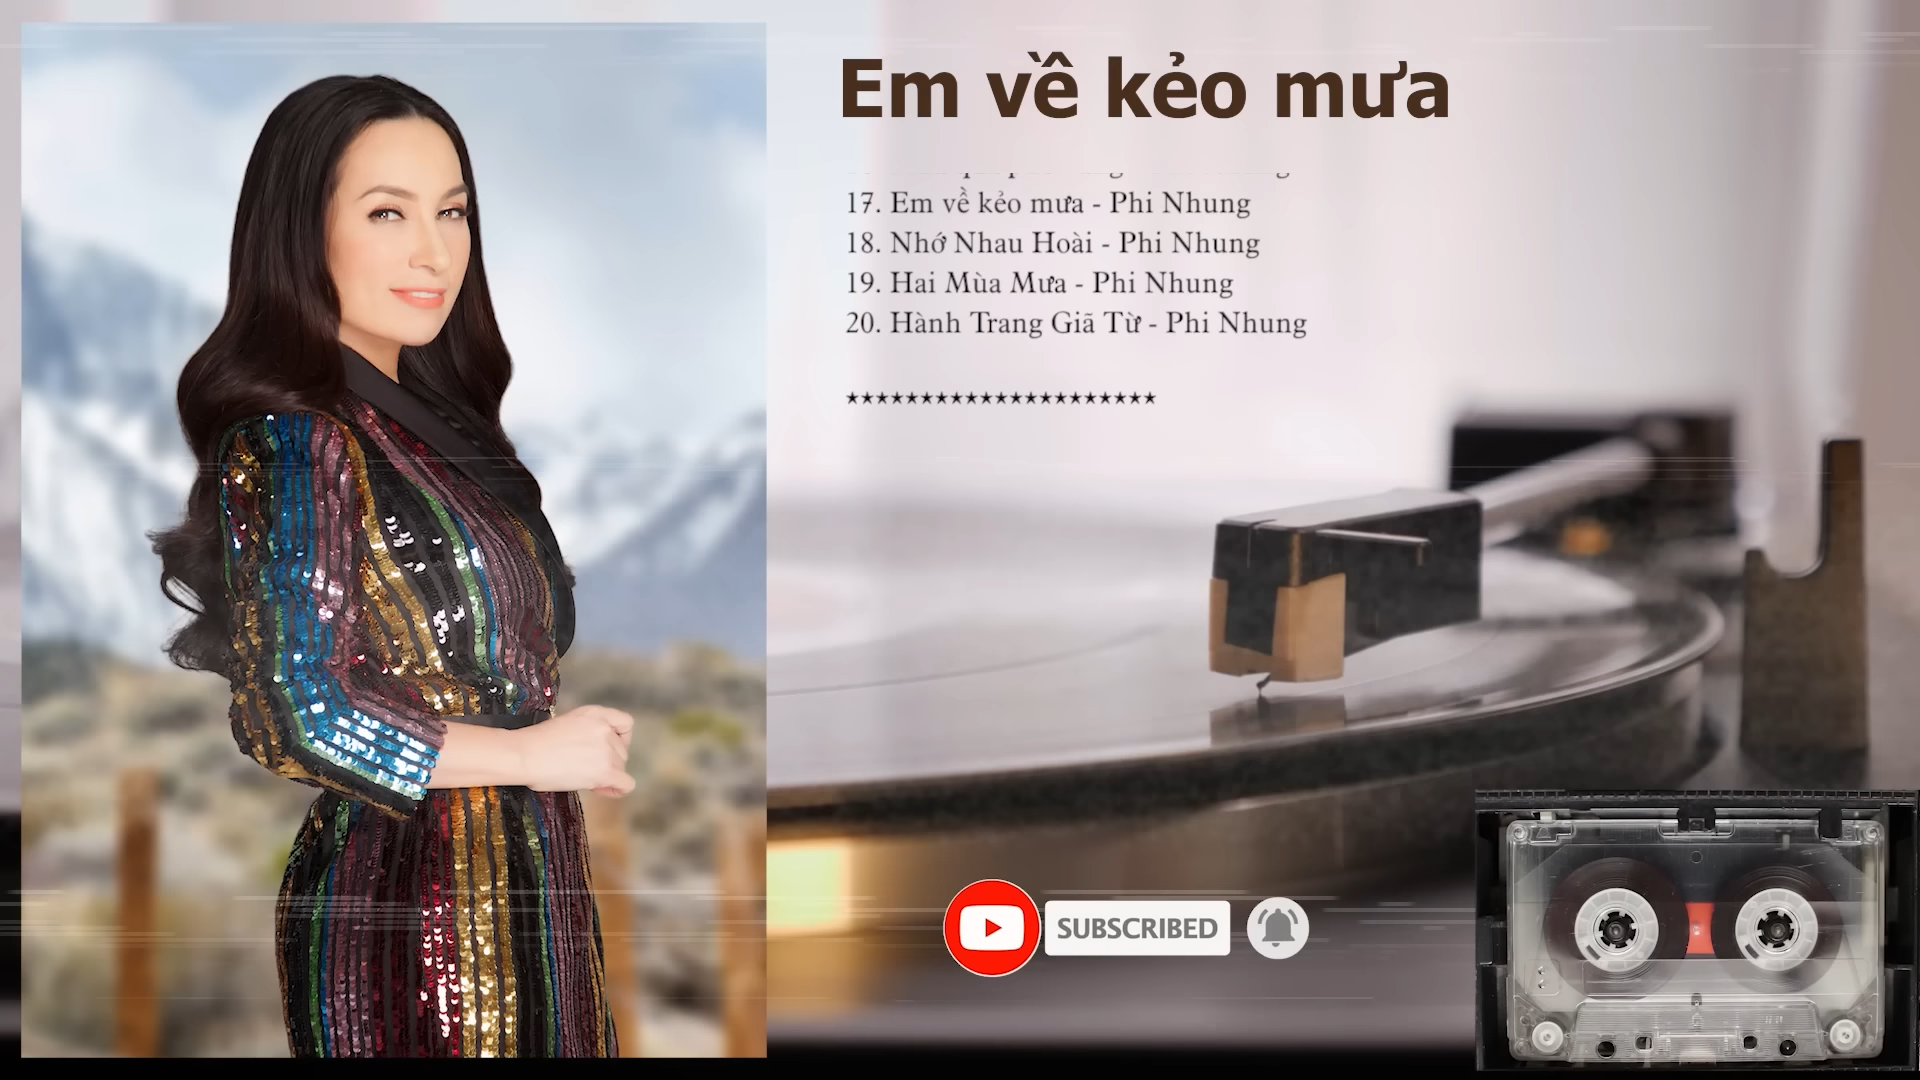 Em về kẻo mưa
17. Em về kẻo mưa - Phi Nhung
18. Nhớ Nhau Hoài - Phi Nhung
19. Hai Mùa Mưa - Phi Nhung
20. Hành Trang Giã Từ - Phi Nhung
*********************
SUBSCRIBED